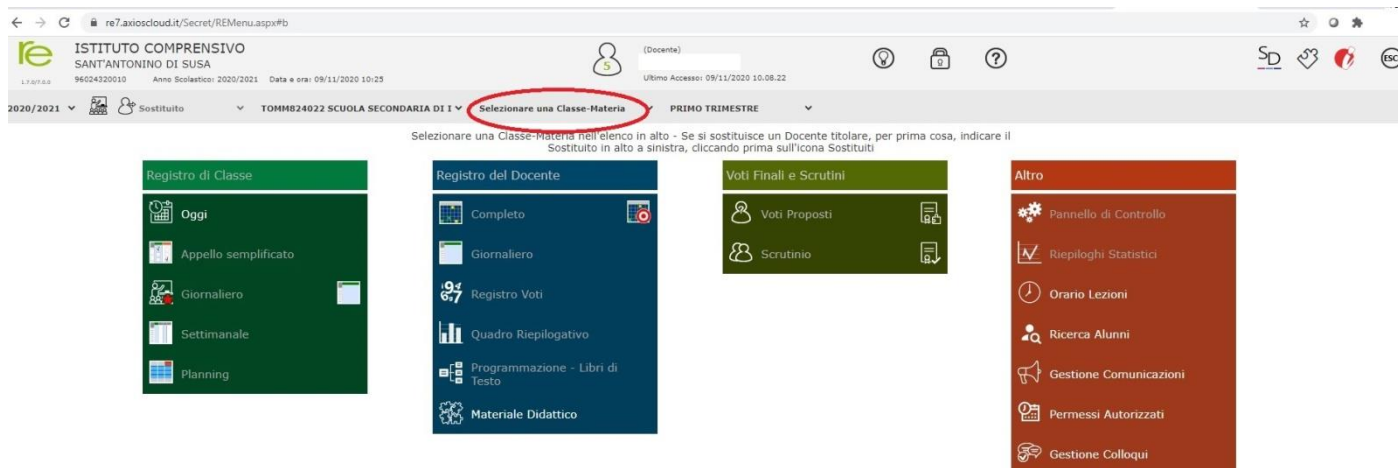 re7.axioscloud.it/Secret/REMenu.aspx#b
re
ISTITUTO COMPRENSIVO
SANT'ANTONINO DI SUSA
96024320010 Anno Scolastico: 2020/2021 Data e ora: 09/11/2020 10:25
5
(Docente)
Ultimo Accesso: 09/11/2020 10.08.22
?
SD
ESC
2020/2021
Sostituito
TOMM824022 SCUOLA SECONDARIA DI I
Selezionare una Classe-Materia
PRIMO TRIMESTRE
Selezionare una Classe-Materia nell'elenco in alto - Se si sostituisce un Docente titolare, per prima cosa, indicare il
Sostituito in alto a sinistra, cliccando prima sull'icona Sostituiti
Registro di Classe
Oggi
Appello semplificato
Giornaliero
Settimanale
Planning
Registro del Docente
Completo
Giornaliero
Registro Voti
Quadro Riepilogativo
Programmazione - Libri di
Testo
Materiale Didattico
Voti Finali e Scrutini
Voti Proposti
Scrutinio
Altro
Pannello di Controllo
Riepiloghi Statistici
Orario Lezioni
Ricerca Alunni
Gestione Comunicazioni
Permessi Autorizzati
Gestione Colloqui